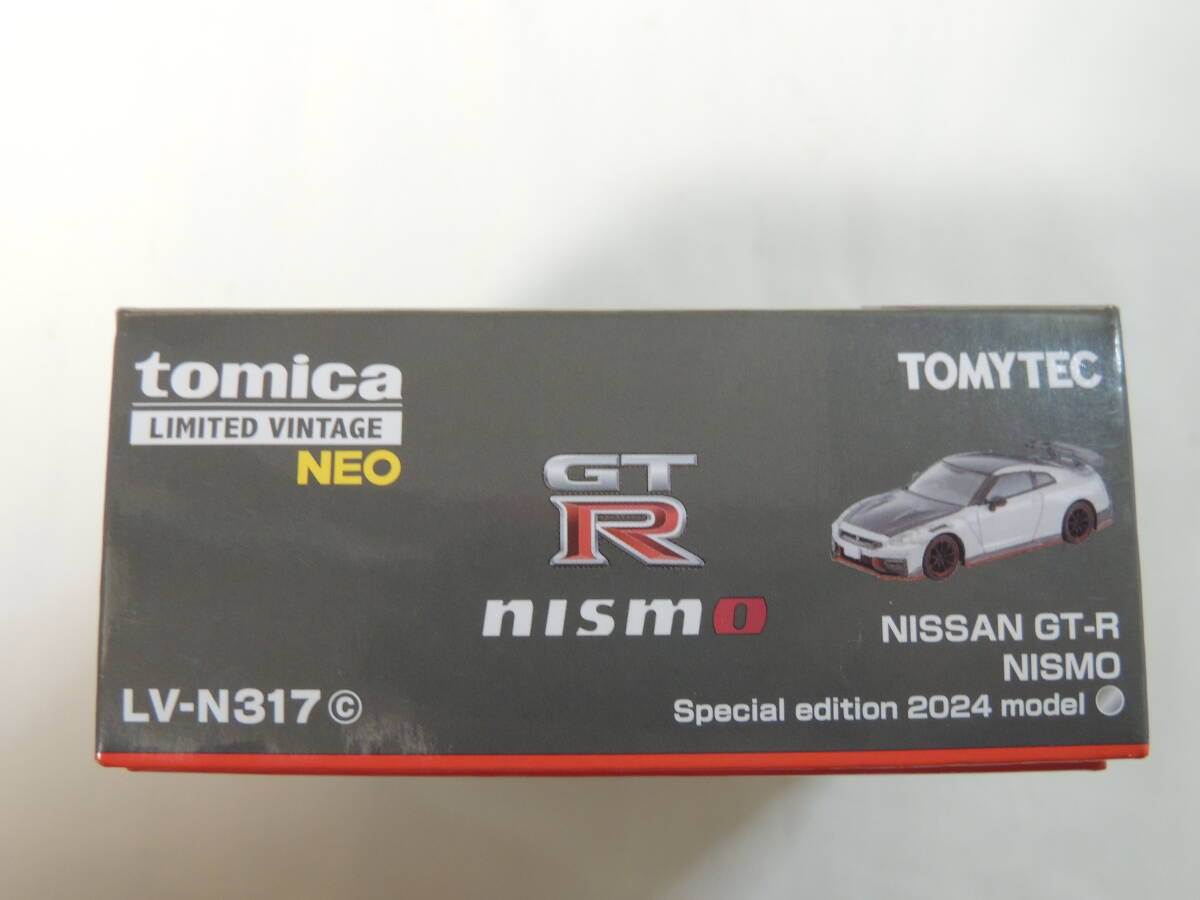 tomica
LIMITED VINTAGE
NEO
TOMYTEC
GT
R
nismo
NISSAN GT-R
NISMO
Special edition 2024 model
LV-N317 ⓒ